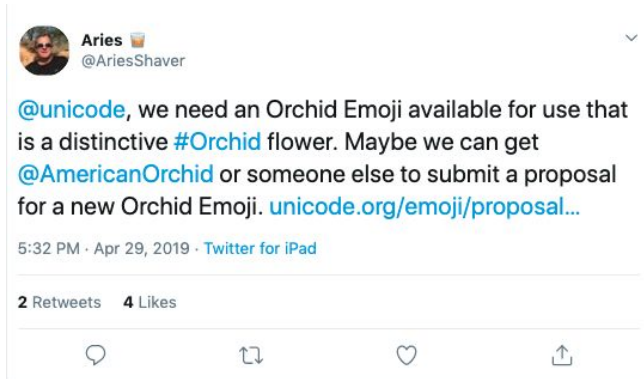 Aries 🥃
@AriesShaver
@unicode, we need an Orchid Emoji available for use that
is a distinctive #Orchid flower. Maybe we can get
@AmericanOrchid or someone else to submit a proposal
for a new Orchid Emoji. unicode.org/emoji/proposal...
5:32 PM · Apr 29, 2019 · Twitter for iPad
2 Retweets 4 Likes